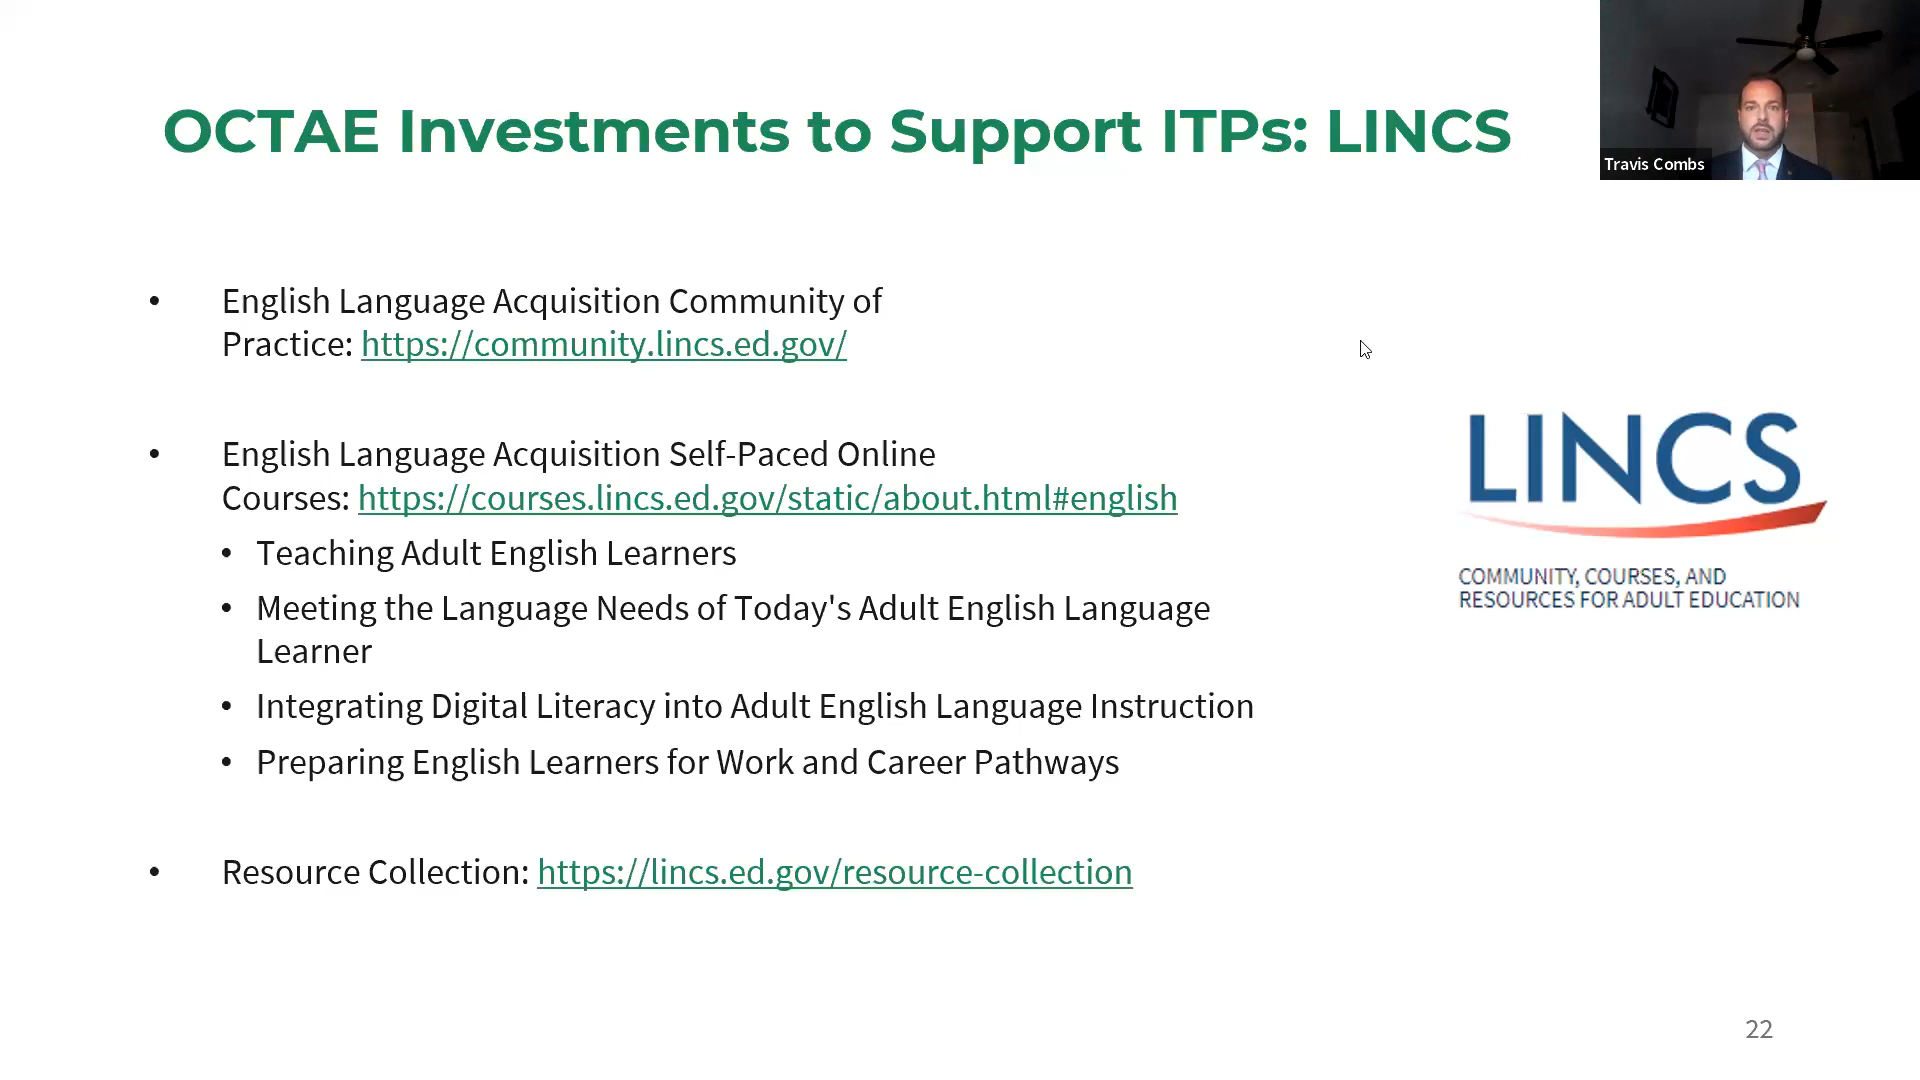 OCTAE Investments to Support ITPs: LINCS
Travis Combs
• English Language Acquisition Community of
Practice: https://community.lincs.ed.gov/
• English Language Acquisition Self-Paced Online
Courses: https://courses.lincs.ed.gov/static/about.html#english
• Teaching Adult English Learners
• Meeting the Language Needs of Today's Adult English Language
Learner
• Integrating Digital Literacy into Adult English Language Instruction
• Preparing English Learners for Work and Career Pathways
• Resource Collection: https://lincs.ed.gov/resource-collection
LINCS
COMMUNITY, COURSES, AND
RESOURCES FOR ADULT EDUCATION
22